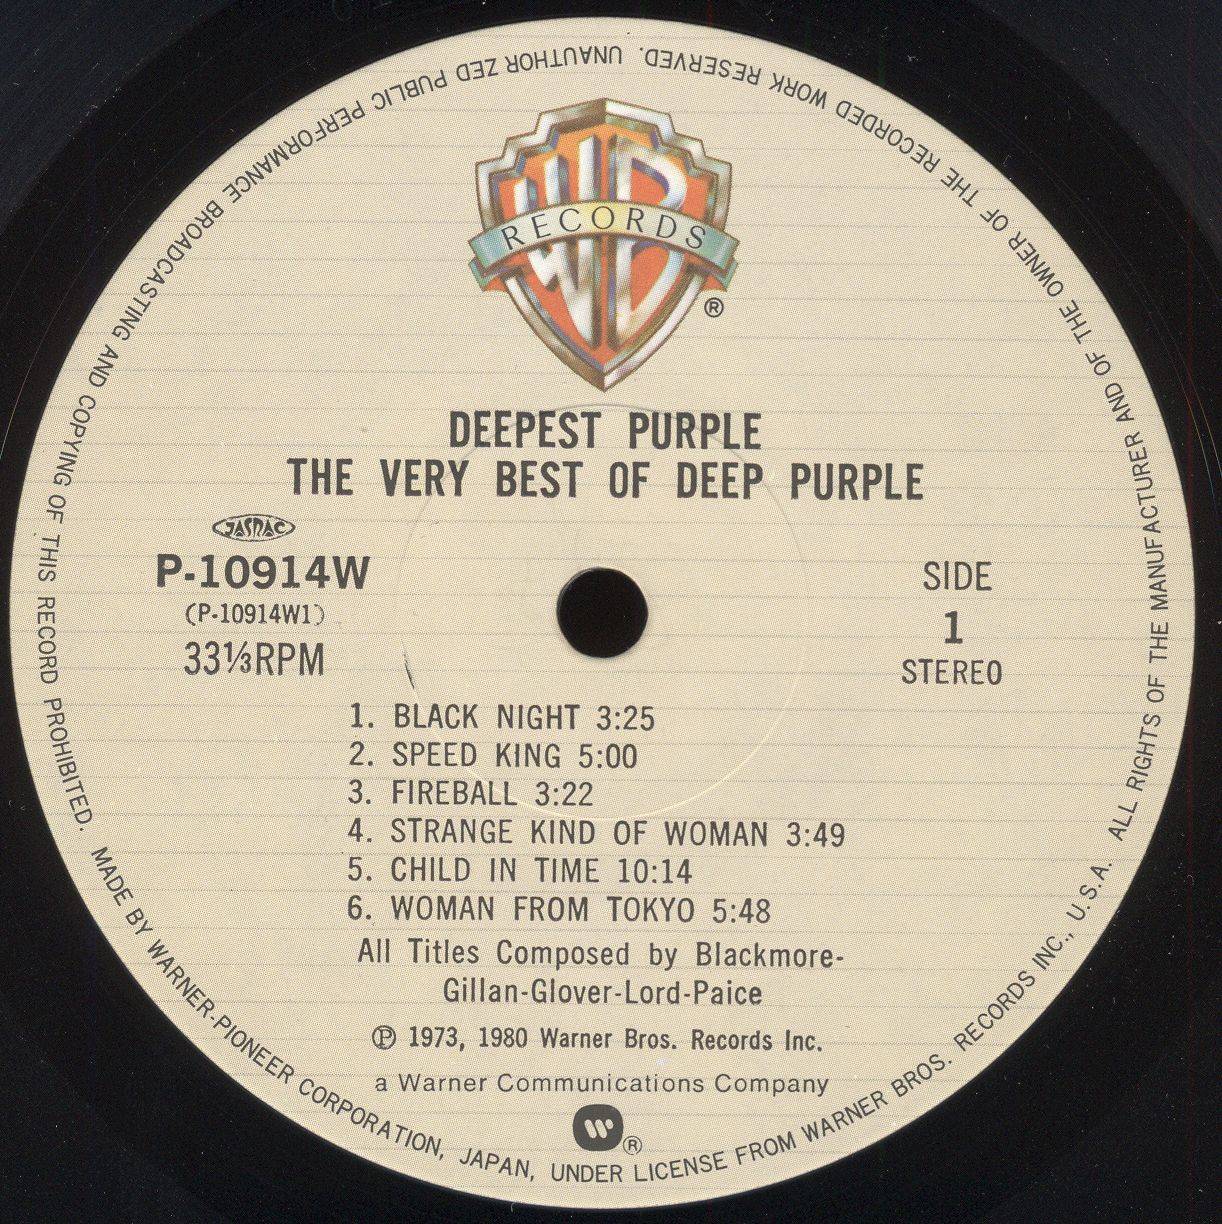 WB
RECORDS
®
DEEPEST PURPLE
THE VERY BEST OF DEEP PURPLE
JASRAC
P-10914W
(P-10914W1)
33⅓RPM
SIDE
1
STEREO
1. BLACK NIGHT 3:25
2. SPEED KING 5:00
3. FIREBALL 3:22
4. STRANGE KIND OF WOMAN 3:49
5. CHILD IN TIME 10:14
6. WOMAN FROM TOKYO 5:48
All Titles Composed by Blackmore-
Gillan-Glover-Lord-Paice
Ⓟ 1973, 1980 Warner Bros. Records Inc.
a Warner Communications Company
W ®
MADE BY WARNER-PIONEER CORPORATION, JAPAN, UNDER LICENSE FROM WARNER BROS. RECORDS INC., U.S.A. ALL RIGHTS OF THE MANUFACTURER AND OF THE OWNER OF THE RECORDED WORK RESERVED. UNAUTHOR ZED PUBLIC PERFORMANCE BROADCASTING AND COPYING OF THIS RECORD PROHIBITED.